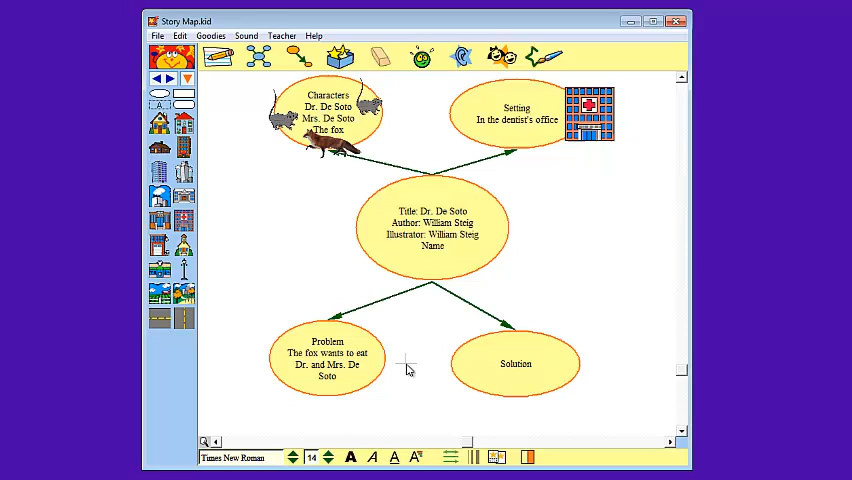 Story Map.kid
File Edit Goodies Sound Teacher Help
A
Characters
Dr. De Soto
Mrs. De Soto
The fox
Setting
In the dentist's office
Title: Dr. De Soto
Author: William Steig
Illustrator: William Steig
Name
Problem
The fox wants to eat
Dr. and Mrs. De
Soto
Solution
Times New Roman 14 A A A A